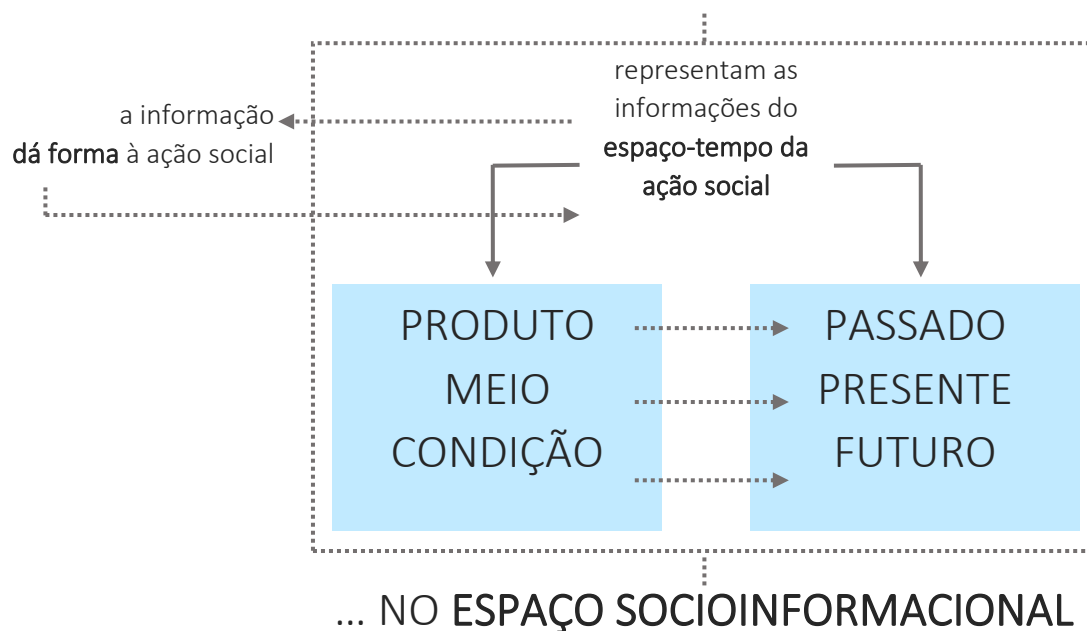 representam as
informações do
espaço-tempo da
ação social
a informação
dá forma à ação social
PRODUTO
MEIO
CONDIÇÃO
PASSADO
PRESENTE
FUTURO
... NO ESPAÇO SOCIOINFORMACIONAL